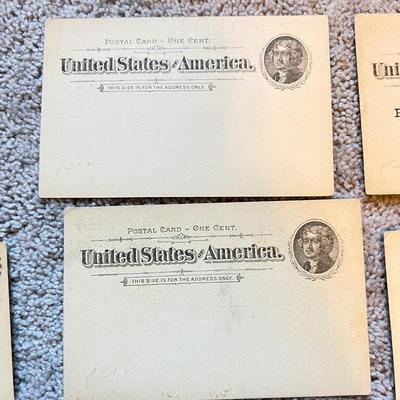 POSTAL CARD - ONE CENT.
United States of America.
THIS SIDE IS FOR THE ADDRESS ONLY.
POSTAL CARD - ONE CENT.
United States of America.
THIS SIDE IS FOR THE ADDRESS ONLY.